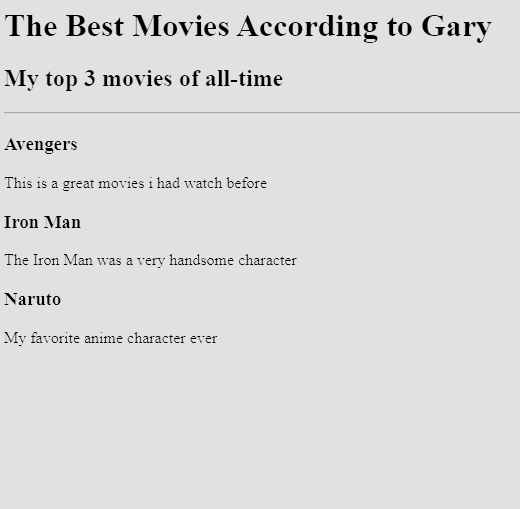 The Best Movies According to Gary
My top 3 movies of all-time
Avengers
This is a great movies i had watch before
Iron Man
The Iron Man was a very handsome character
Naruto
My favorite anime character ever